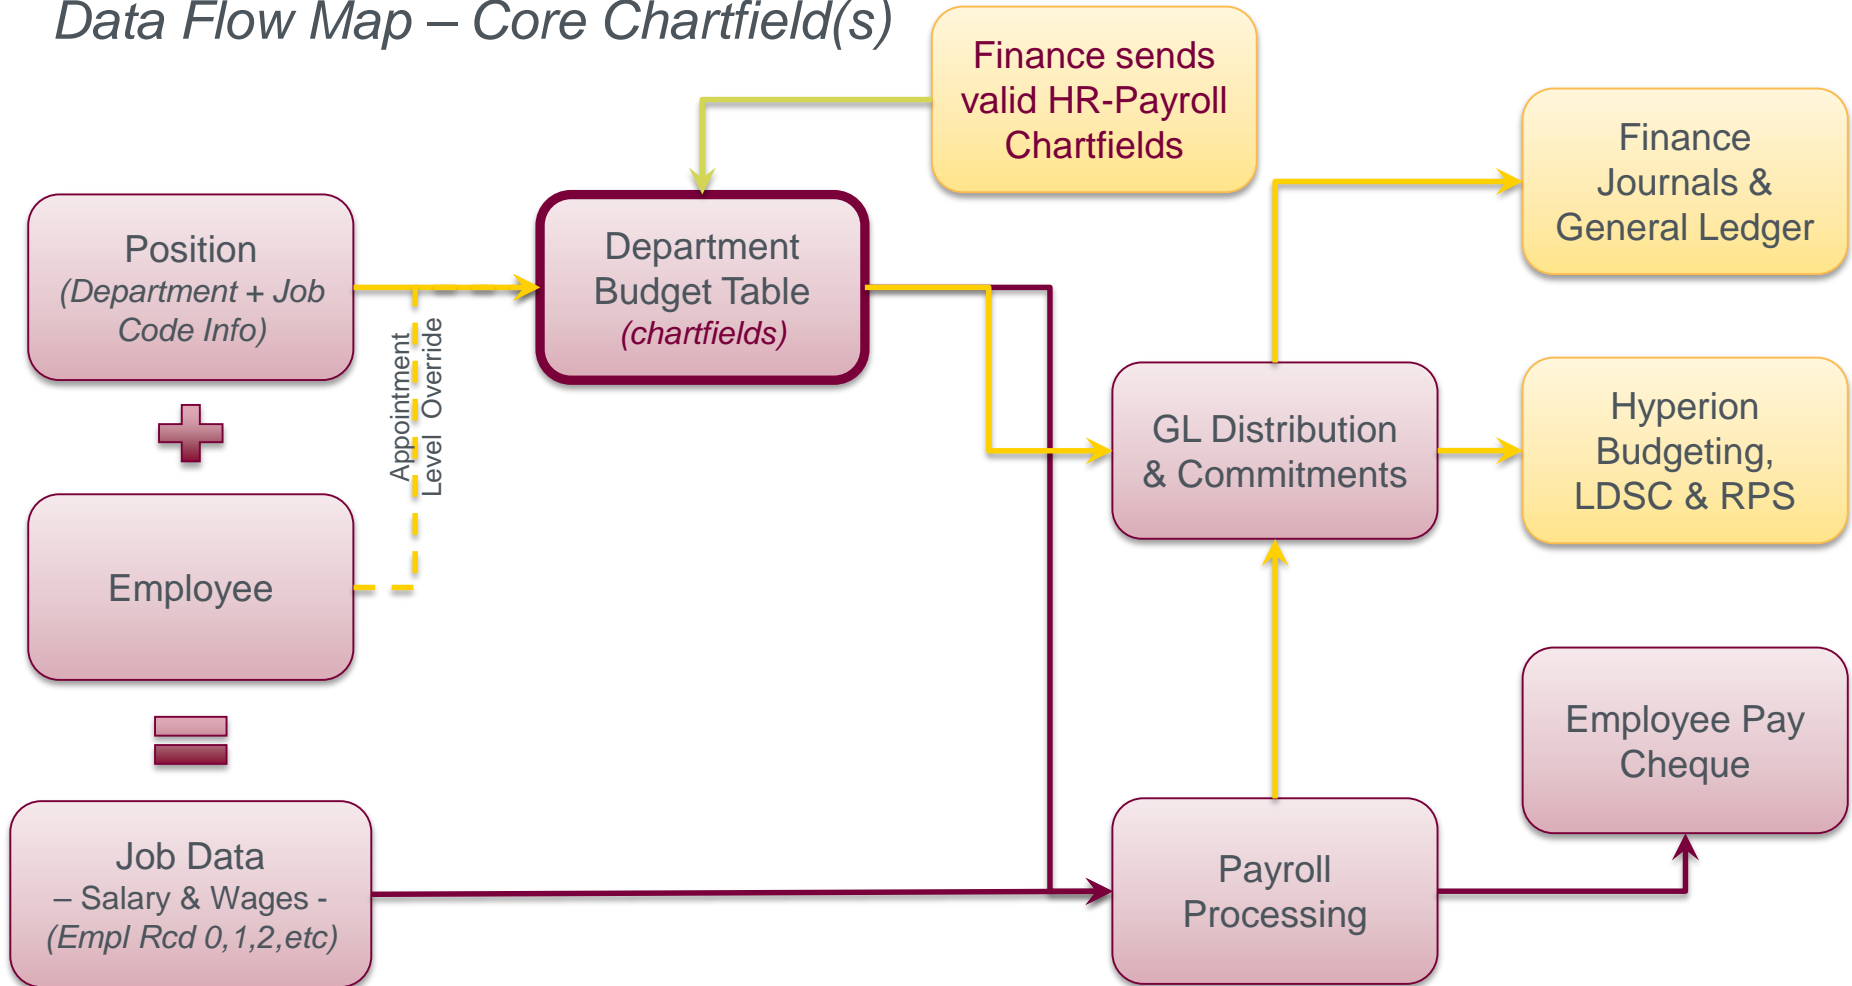 Data Flow Map – Core Chartfield(s)
Finance sends
valid HR-Payroll
Chartfields
Finance
Journals &
General Ledger
Position
(Department + Job
Code Info)
Department
Budget Table
(chartfields)
Appointment
Level Override
GL Distribution
& Commitments
Hyperion
Budgeting,
LDSC & RPS
Employee
Employee Pay
Cheque
Job Data
– Salary & Wages -
(Empl Rcd 0,1,2,etc)
Payroll
Processing